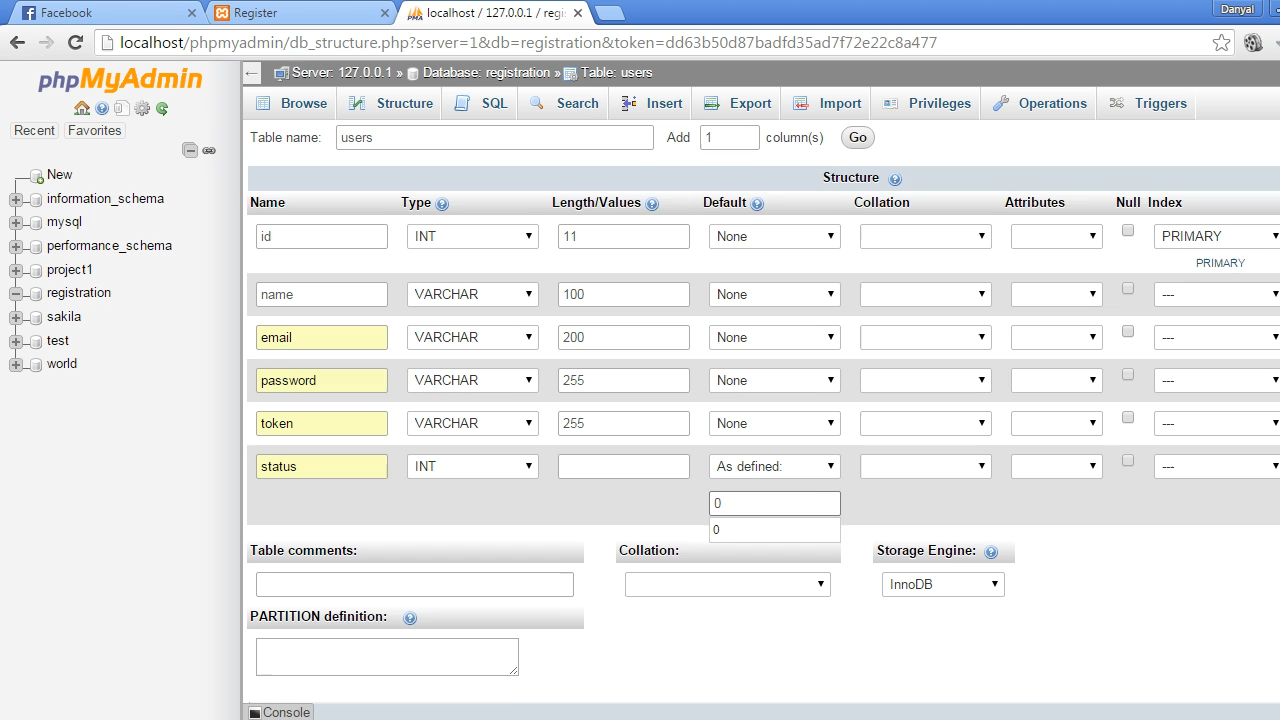 Facebook
Register
localhost / 127.0.0.1 / regi
Danyal
localhost/phpmyadmin/db_structure.php?server=1&db=registration&token=dd63b50d87badfd35ad7f72e22c8a477
phpMyAdmin
Recent Favorites
New
information_schema
mysql
performance_schema
project1
registration
sakila
test
world
Server: 127.0.0.1 » Database: registration » Table: users
Browse Structure SQL Search Insert Export Import Privileges Operations Triggers
Table name: users Add 1 column(s) Go
Structure
Name Type Length/Values Default Collation Attributes Null Index
id INT 11 None PRIMARY
PRIMARY
name VARCHAR 100 None ---
email VARCHAR 200 None ---
password VARCHAR 255 None ---
token VARCHAR 255 None ---
status INT As defined: ---
0
0
Table comments: Collation: Storage Engine:
InnoDB
PARTITION definition:
Console